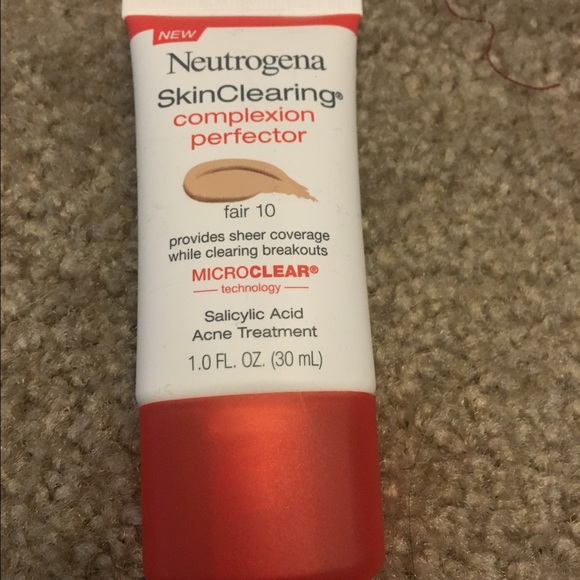 NEW
Neutrogena
SkinClearing®
complexion
perfector
fair 10
provides sheer coverage
while clearing breakouts
MICROCLEAR®
technology
Salicylic Acid
Acne Treatment
1.0 FL. OZ. (30 mL)